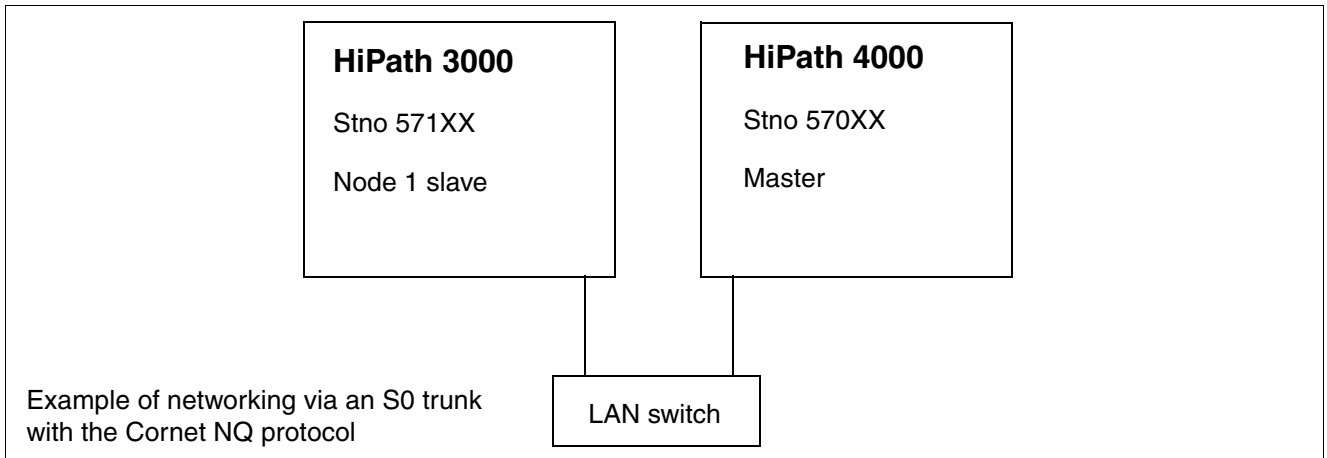 HiPath 3000
Stno 571XX
Node 1 slave
HiPath 4000
Stno 570XX
Master
Example of networking via an S0 trunk
with the Cornet NQ protocol
LAN switch